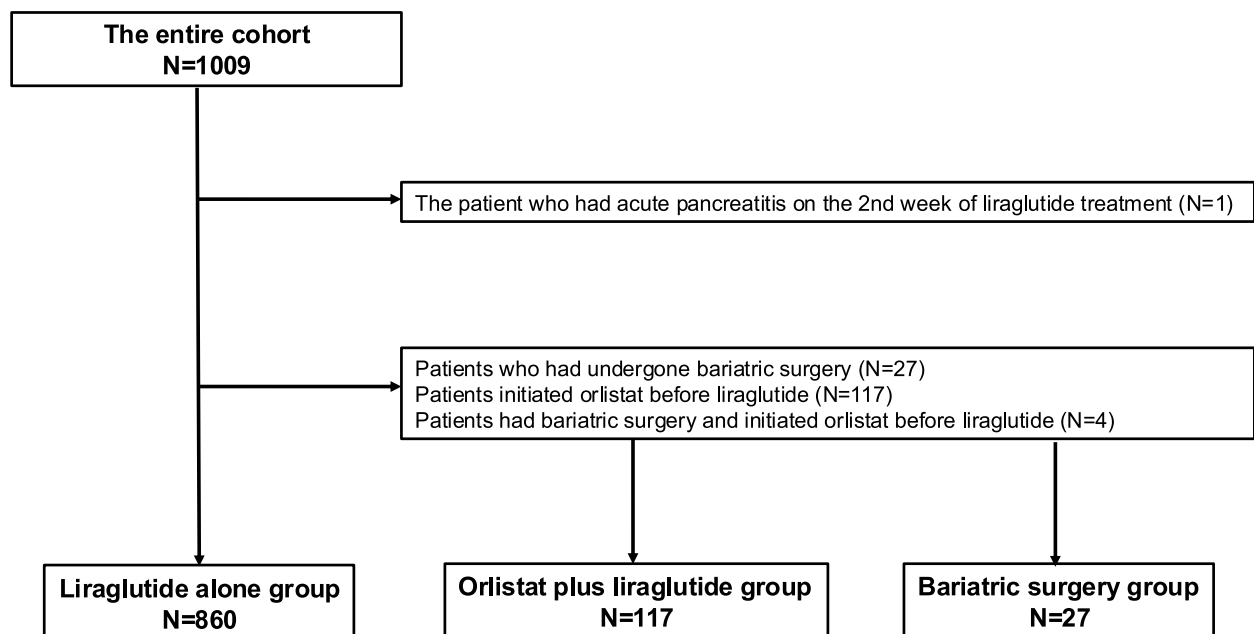 The entire cohort
N=1009
The patient who had acute pancreatitis on the 2nd week of liraglutide treatment (N=1)
Patients who had undergone bariatric surgery (N=27)
Patients initiated orlistat before liraglutide (N=117)
Patients had bariatric surgery and initiated orlistat before liraglutide (N=4)
Liraglutide alone group
N=860
Orlistat plus liraglutide group
N=117
Bariatric surgery group
N=27